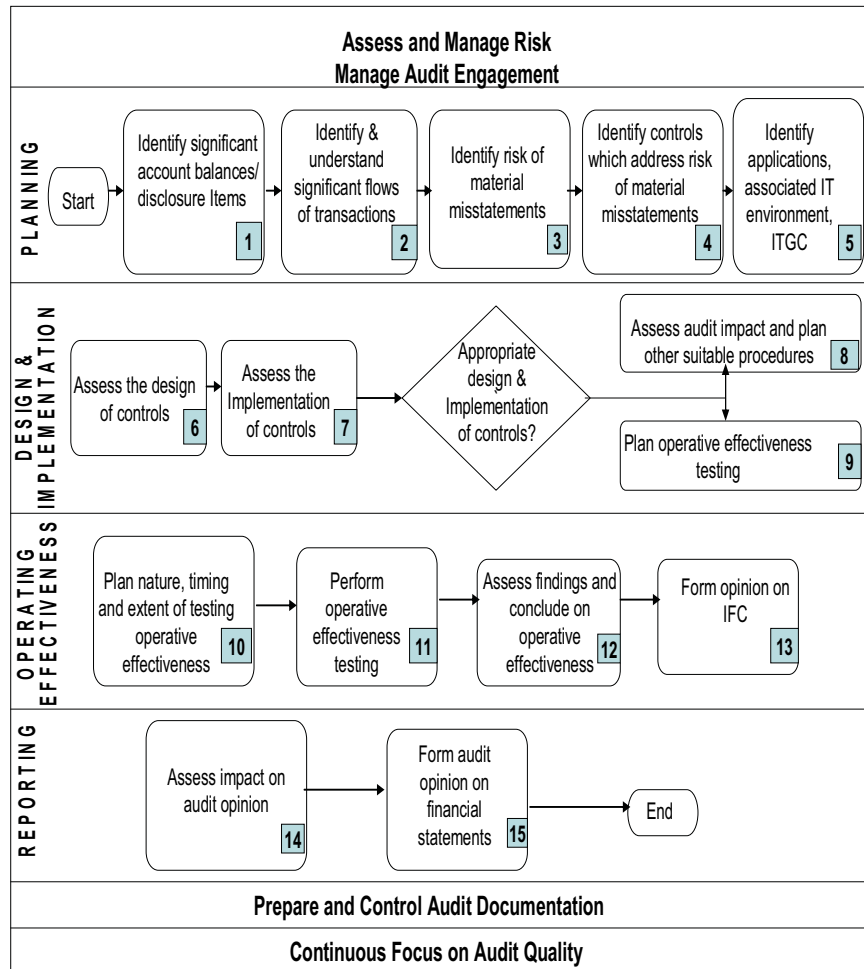 Assess and Manage Risk
Manage Audit Engagement
PLANNING
Start
Identify significant
account balances/
disclosure Items
1
Identify &
understand
significant flows
of transactions
2
Identify risk of
material
misstatements
3
Identify controls
which address risk
of material
misstatements
4
Identify
applications,
associated IT
environment,
ITGC
5
DESIGN &
IMPLEMENTATION
Assess the design
of controls
6
Assess the
Implementation
of controls
7
Appropriate
design &
Implementation
of controls?
Assess audit impact and plan
other suitable procedures
8
Plan operative effectiveness
testing
9
OPERATING
EFFECTIVENESS
Plan nature, timing
and extent of testing
operative
effectiveness
10
Perform
operative
effectiveness
testing
11
Assess findings and
conclude on
operative
effectiveness
12
Form opinion on
IFC
13
REPORTING
Assess impact on
audit opinion
14
Form audit
opinion on
financial
statements
15
End
Prepare and Control Audit Documentation
Continuous Focus on Audit Quality